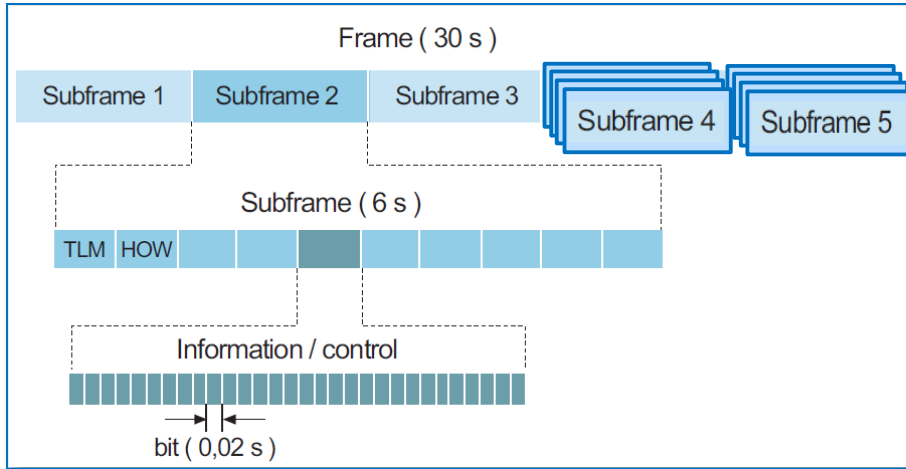 Frame ( 30 s )
Subframe 1 Subframe 2 Subframe 3 Subframe 4 Subframe 5
Subframe ( 6 s )
TLM HOW
Information / control
bit ( 0,02 s )